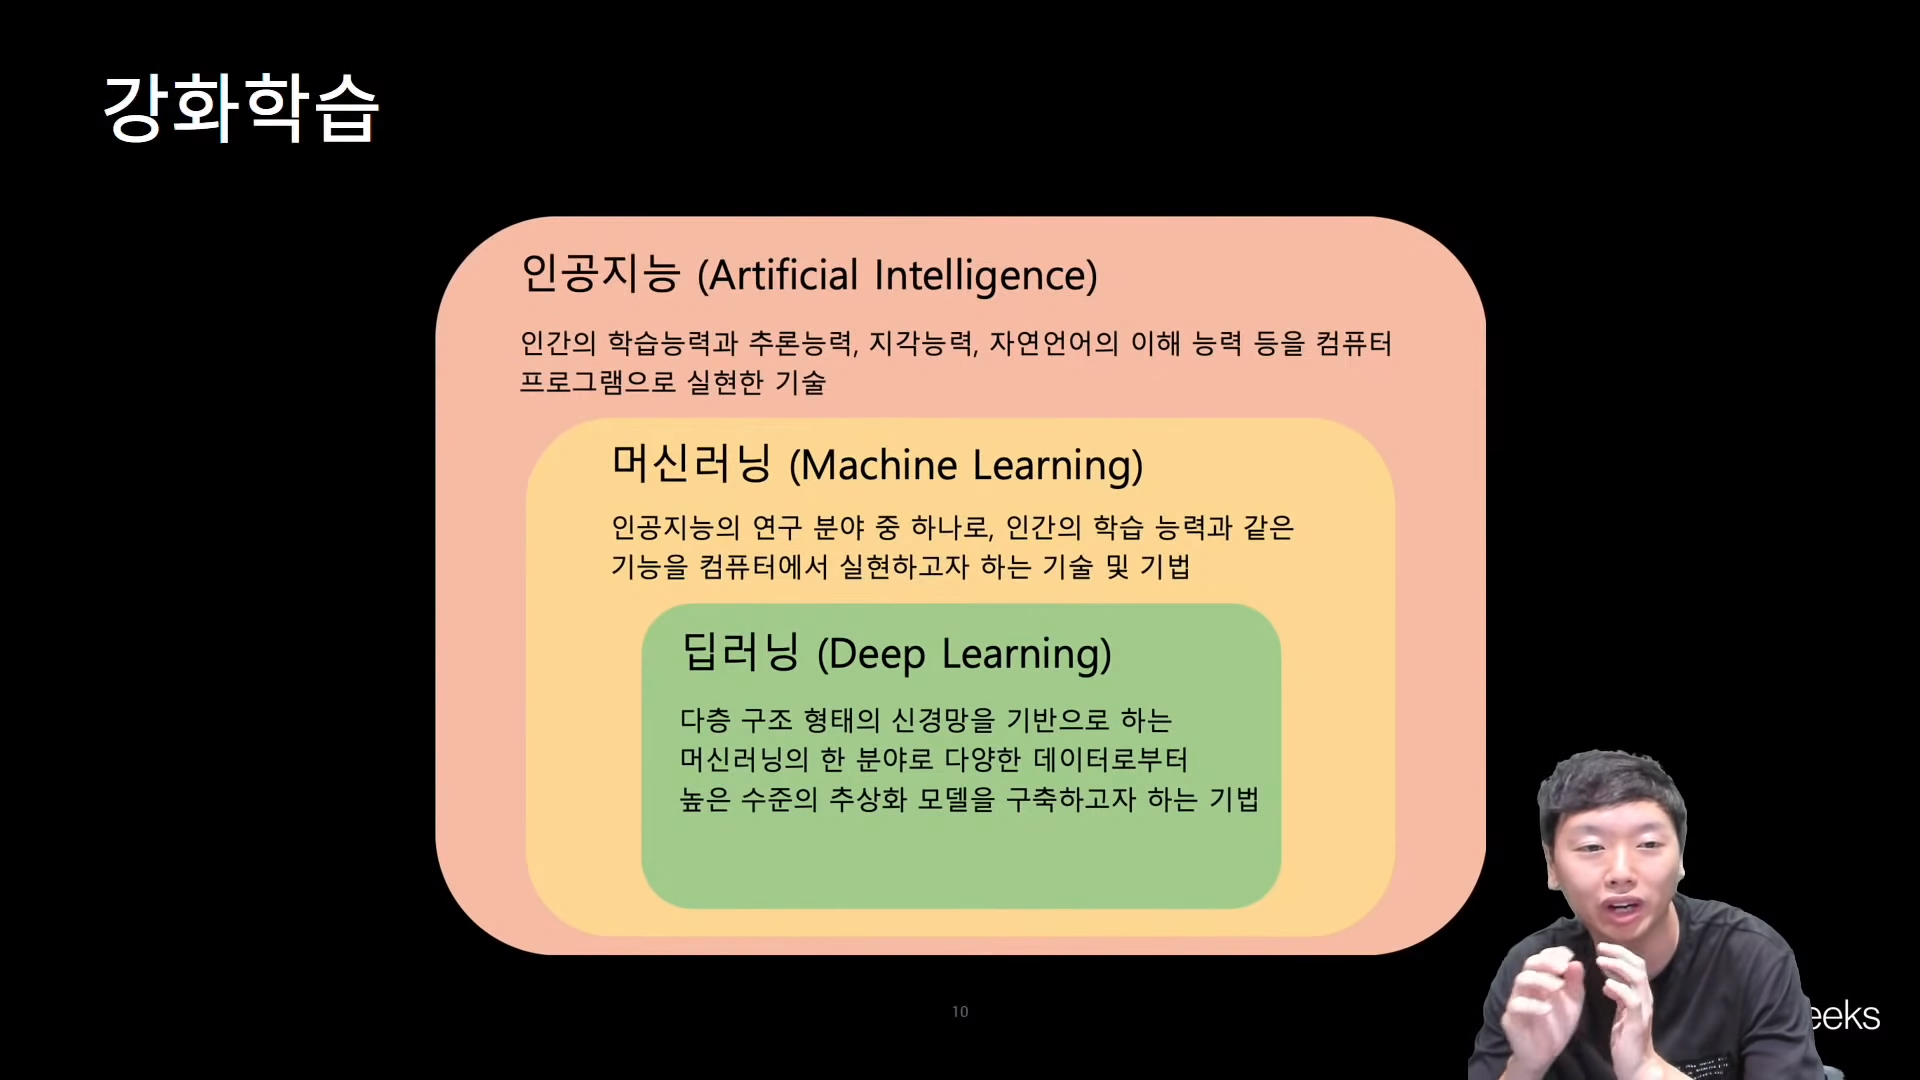 강화학습
인공지능 (Artificial Intelligence)
인간의 학습능력과 추론능력, 지각능력, 자연언어의 이해 능력 등을 컴퓨터
프로그램으로 실현한 기술
머신러닝 (Machine Learning)
인공지능의 연구 분야 중 하나로, 인간의 학습 능력과 같은
기능을 컴퓨터에서 실현하고자 하는 기술 및 기법
딥러닝 (Deep Learning)
다층 구조 형태의 신경망을 기반으로 하는
머신러닝의 한 분야로 다양한 데이터로부터
높은 수준의 추상화 모델을 구축하고자 하는 기법
10